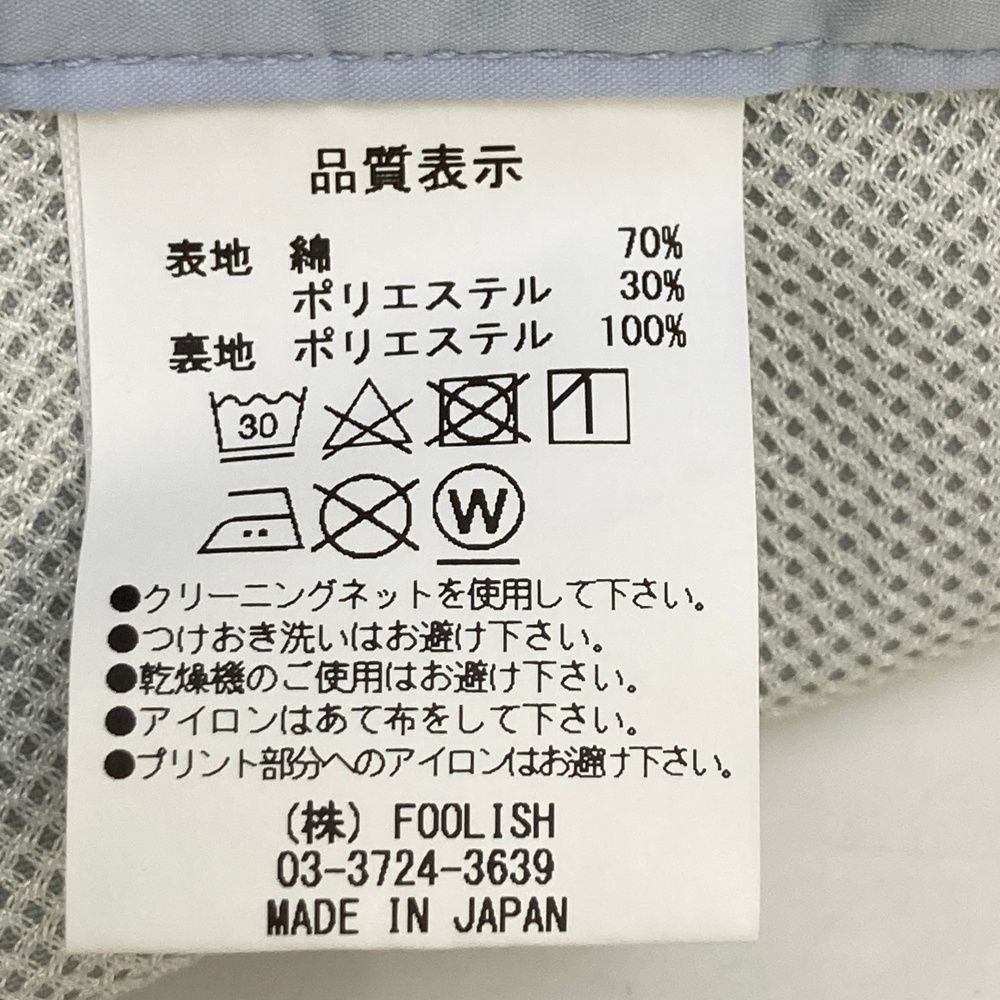 品質表示
表地 綿 70%
ポリエステル 30%
裏地 ポリエステル 100%
30
W
●クリーニングネットを使用して下さい。
●つけおき洗いはお避け下さい。
●乾燥機のご使用はお避け下さい。
●アイロンはあて布をして下さい。
●プリント部分へのアイロンはお避け下さい。
(株) FOOLISH
03-3724-3639
MADE IN JAPAN